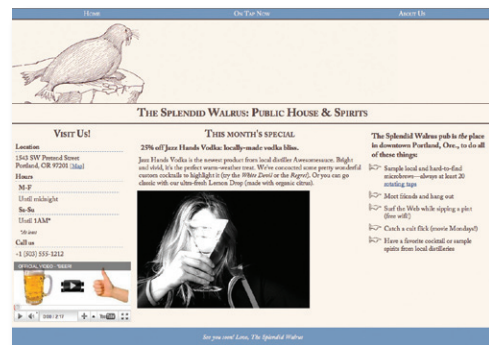 Home On Tap Now About Us
The Splendid Walrus: Public House & Spirits
Visit Us!
Location
1543 SW Pretend Street
Portland, OR 97201 [Map]
Hours
M-F
Until midnight
Sa-Su
Until 1AM*
Call us
+1 (503) 555-1212
OFFICIAL VIDEO - "BEER
This month's special
25% off Jazz Hands Vodka: locally-made vodka bliss.
Jazz Hands Vodka is the newest product from local distiller Awesomesauce. Bright
and vivid, it's the perfect warm-weather treat. We've concocted some pretty wonderful
custom cocktails to highlight it (try the White Devil or the Regret). Or you can go
classic with our ultra-fresh Lemon Drop (made with organic citrus).
The Splendid Walrus pub is the place
in downtown Portland, Ore., to do all
of these things:
Sample local and hard-to-find
microbrews—always at least 20
rotating taps
Meet friends and hang out
Surf the Web while sipping a pint
(free wifi!)
Catch a cult flick (movie Mondays!)
Have a favorite cocktail or sample
spirits from local distilleries
See you soon! Love, The Splendid Walrus